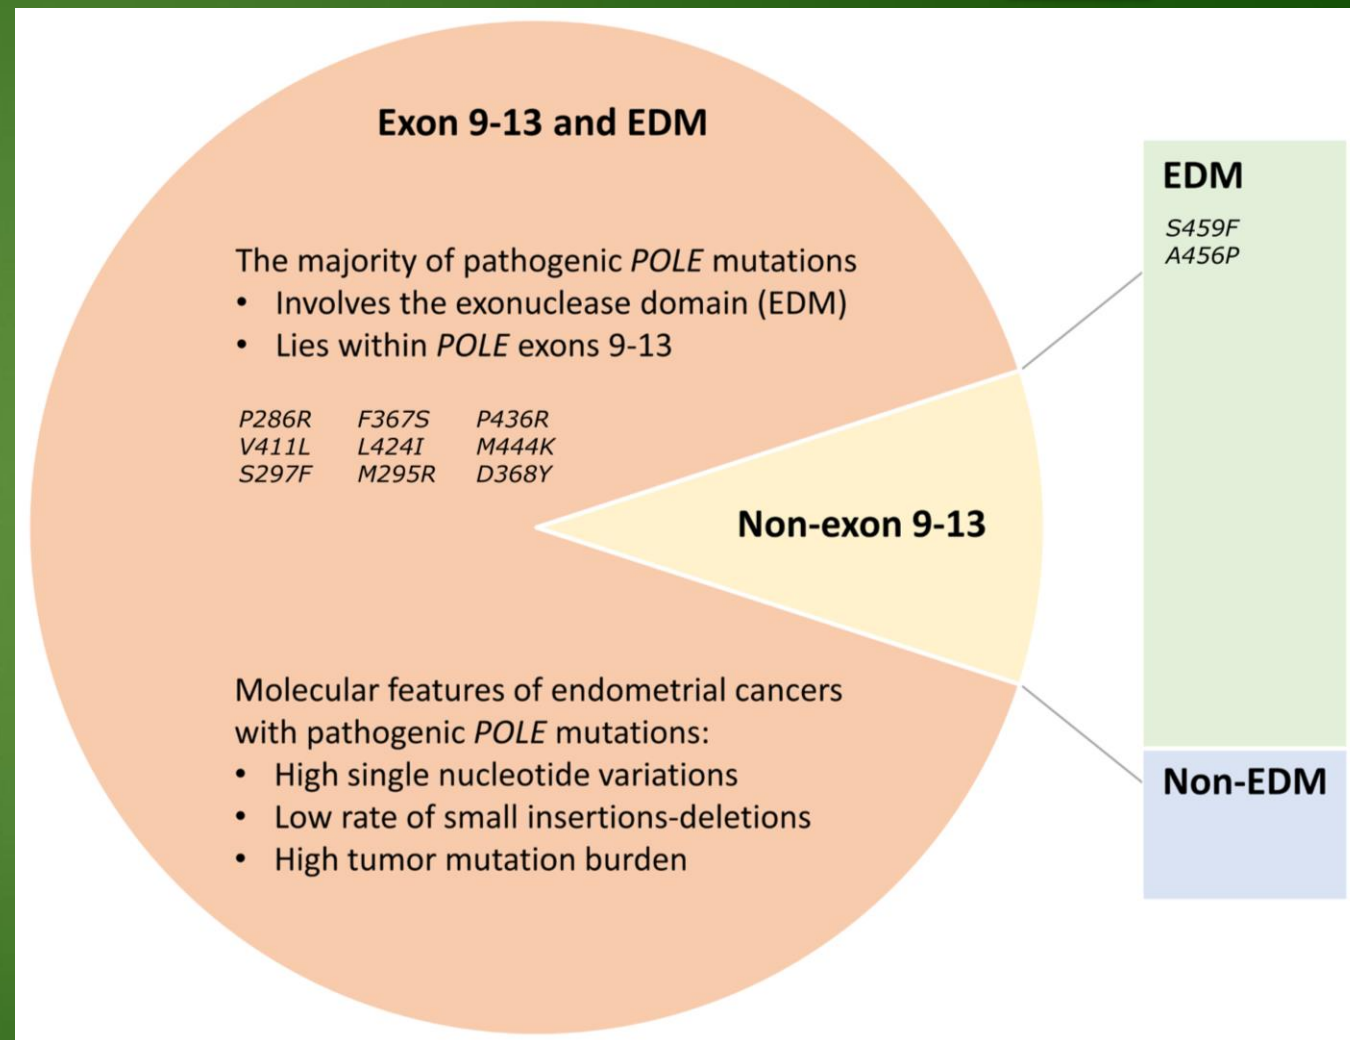 Exon 9-13 and EDM
The majority of pathogenic POLE mutations
• Involves the exonuclease domain (EDM)
• Lies within POLE exons 9-13
P286R F367S P436R
V411L L424I M444K
S297F M295R D368Y
Non-exon 9-13
Molecular features of endometrial cancers
with pathogenic POLE mutations:
• High single nucleotide variations
• Low rate of small insertions-deletions
• High tumor mutation burden
EDM
S459F
A456P
Non-EDM